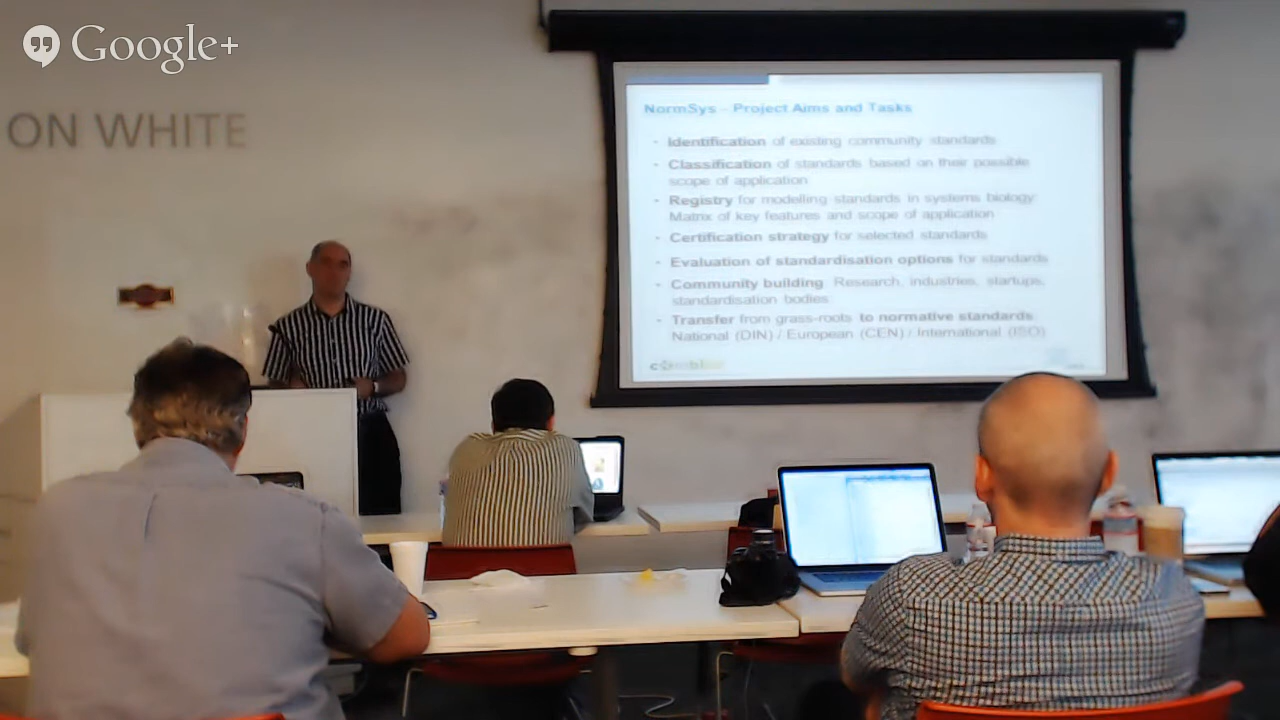 Google+
ON WHITE
NormSys - Project Aims and Tasks
- Identification of existing community standards
- Classification of standards based on their possible
scope of application
- Registry for modelling standards in systems biology:
Matrix of key features and scope of application
- Certification strategy for selected standards
- Evaluation of standardisation options for standards
- Community building: Research, industries, startups,
standardisation bodies
- Transfer from grass-roots to normative standards:
National (DIN) / European (CEN) / International (ISO)